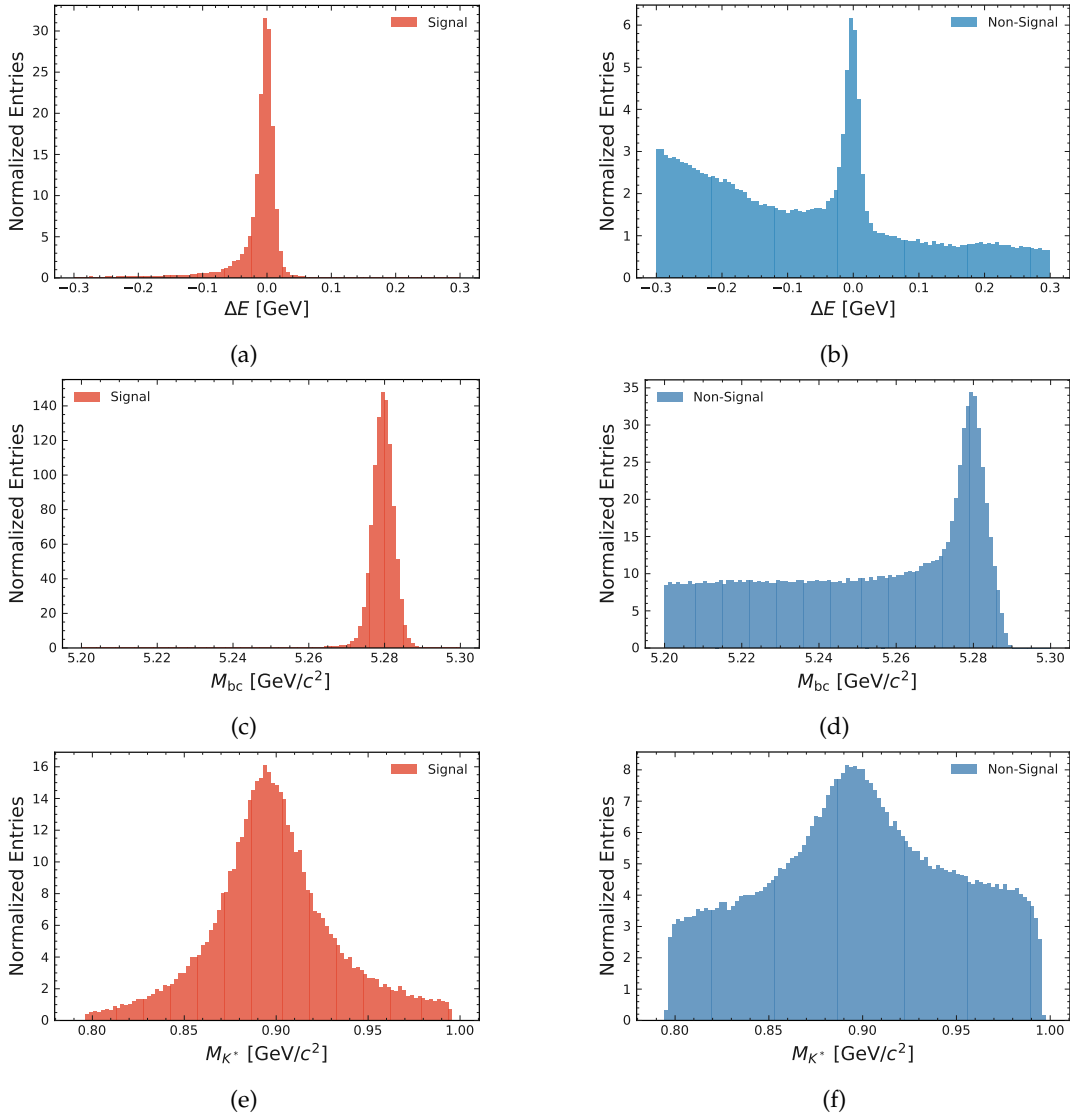 Normalized Entries
30
25
20
15
10
5
0
Signal
−0.3 −0.2 −0.1 0.0 0.1 0.2 0.3
ΔE [GeV]
(a)
Normalized Entries
6
5
4
3
2
1
0
Non-Signal
−0.3 −0.2 −0.1 0.0 0.1 0.2 0.3
ΔE [GeV]
(b)
Normalized Entries
140
120
100
80
60
40
20
0
Signal
5.20 5.22 5.24 5.26 5.28 5.30
M_bc [GeV/c²]
(c)
Normalized Entries
35
30
25
20
15
10
5
0
Non-Signal
5.20 5.22 5.24 5.26 5.28 5.30
M_bc [GeV/c²]
(d)
Normalized Entries
16
14
12
10
8
6
4
2
0
Signal
0.80 0.85 0.90 0.95 1.00
M_K* [GeV/c²]
(e)
Normalized Entries
8
7
6
5
4
3
2
1
0
Non-Signal
0.80 0.85 0.90 0.95 1.00
M_K* [GeV/c²]
(f)